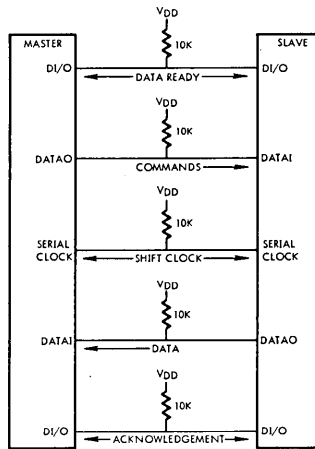 VDD
MASTER
SLAVE
10K
DI/O
DI/O
DATA READY
VDD
10K
DATAO
DATAI
COMMANDS
VDD
10K
SERIAL CLOCK
SERIAL CLOCK
SHIFT CLOCK
VDD
10K
DATAI
DATAO
DATA
VDD
10K
DI/O
DI/O
ACKNOWLEDGEMENT